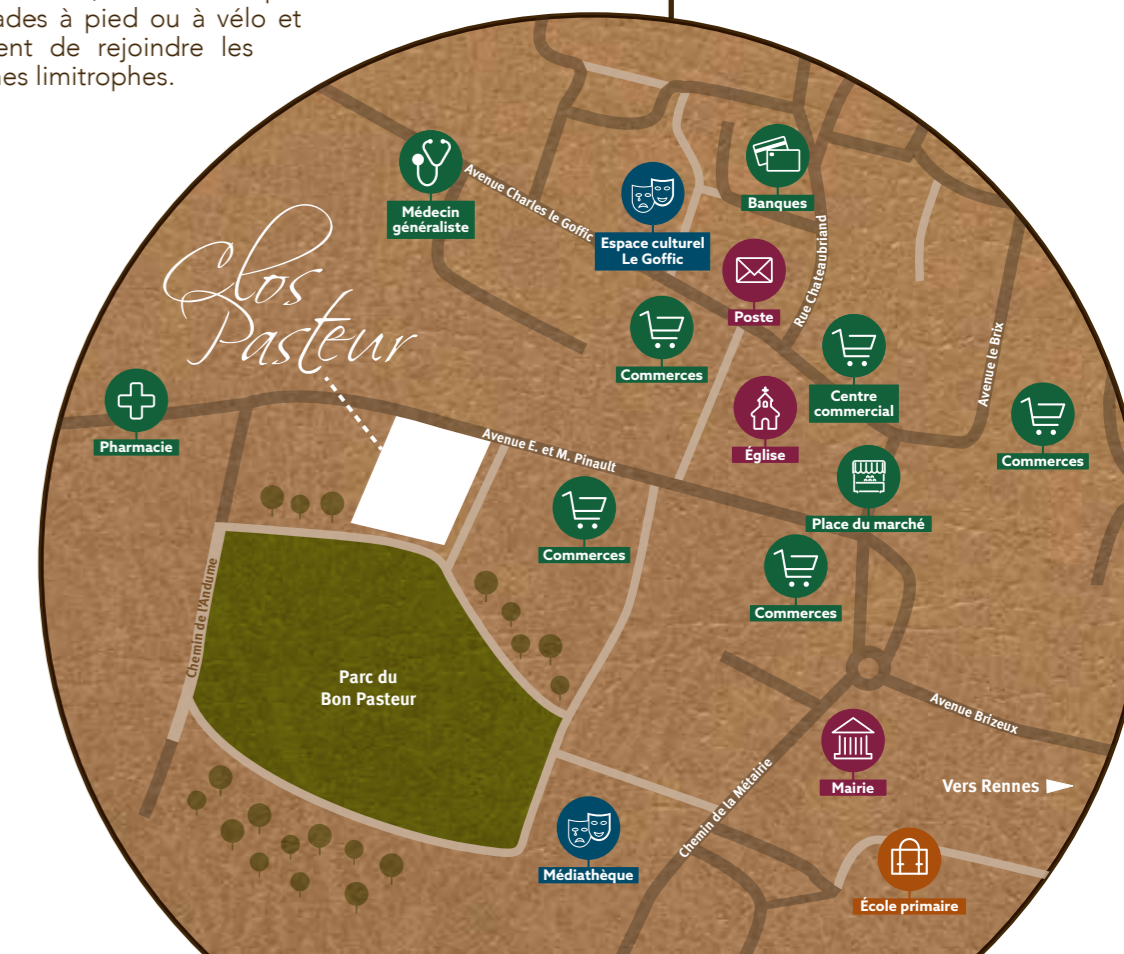 ades à pied ou à vélo et
ent de rejoindre les
nes limitrophes.
Médecin
généraliste
Avenue Charles le Goffic
Espace culturel
Le Goffic
Banques
Rue Chateaubriand
Poste
Clos
Pasteur
Commerces
Centre
commercial
Avenue le Brix
Pharmacie
Avenue E. et M. Pinault
Église
Commerces
Commerces
Place du marché
Commerces
Chemin de l'Andume
Parc du
Bon Pasteur
Avenue Brizeux
Mairie
Vers Rennes
Chemin de la Métairie
Médiathèque
École primaire